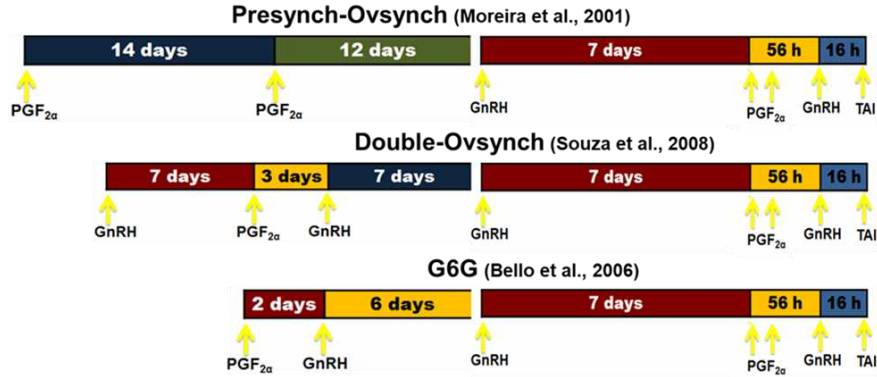 Presynch-Ovsynch (Moreira et al., 2001)
14 days 12 days 7 days 56 h 16 h
PGF2α PGF2α GnRH PGF2α GnRH TAI
Double-Ovsynch (Souza et al., 2008)
7 days 3 days 7 days 7 days 56 h 16 h
GnRH PGF2α GnRH GnRH PGF2α GnRH TAI
G6G (Bello et al., 2006)
2 days 6 days 7 days 56 h 16 h
PGF2α GnRH GnRH PGF2α GnRH TAI